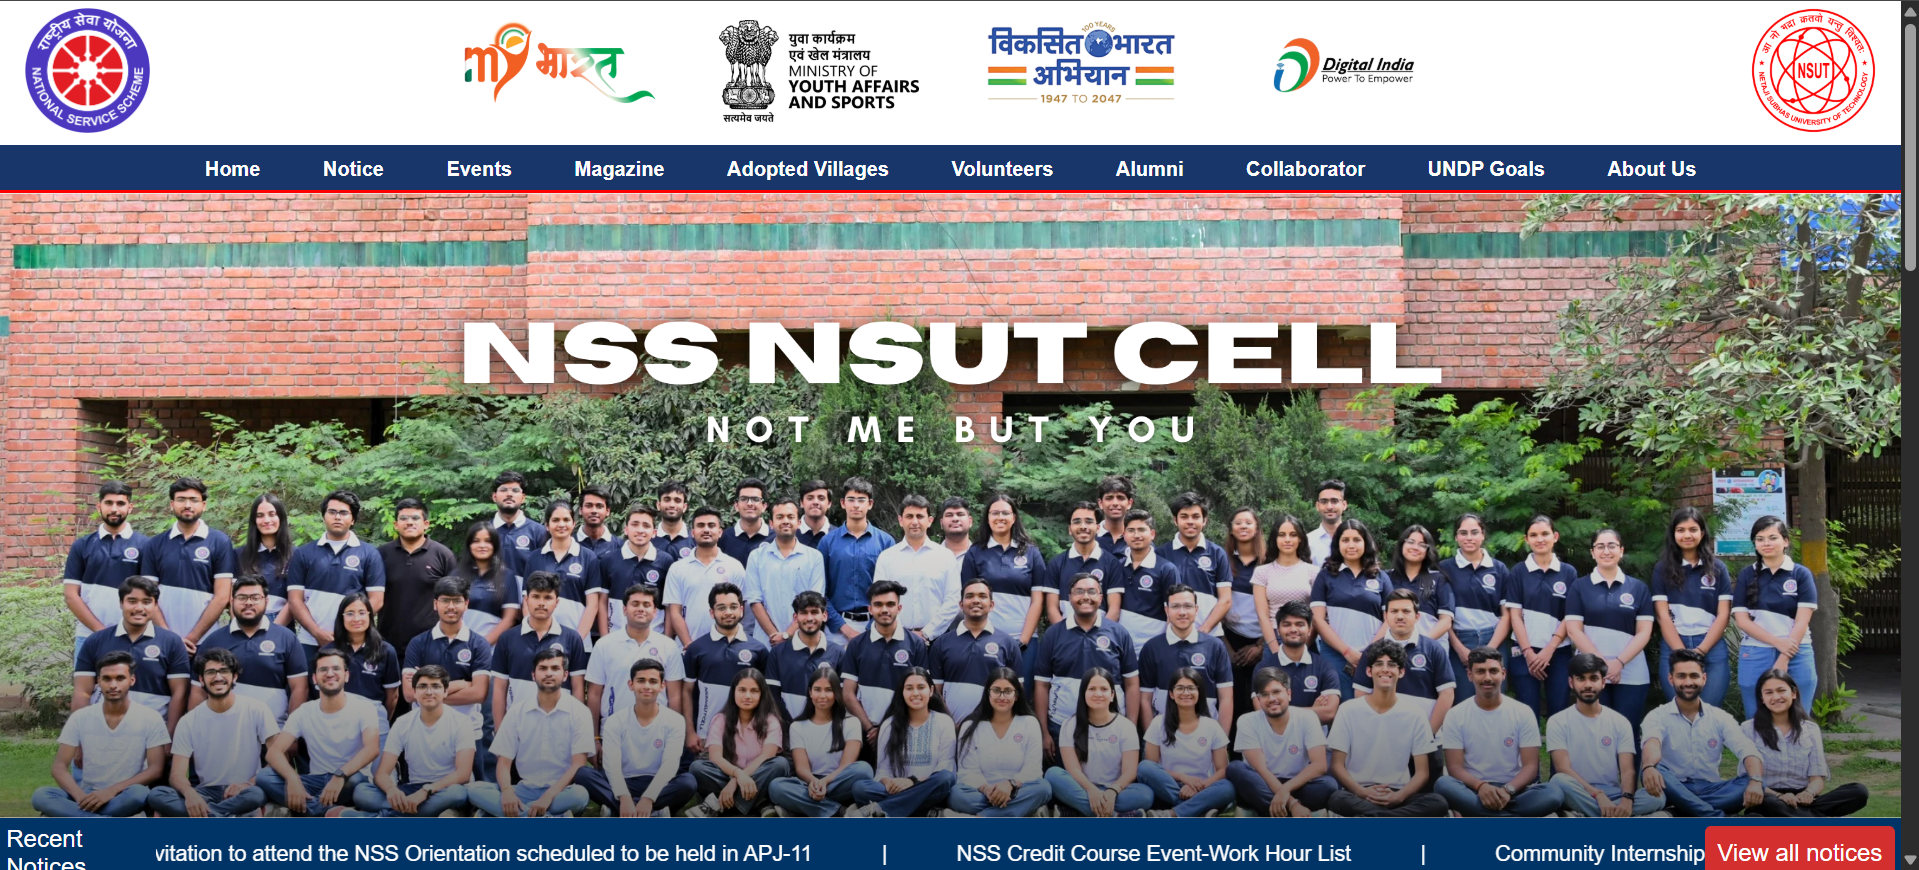 राष्ट्रीय सेवा योजना
NATIONAL SERVICE SCHEME
my भारत
युवा कार्यक्रम
एवं खेल मंत्रालय
MINISTRY OF
YOUTH AFFAIRS
AND SPORTS
सत्यमेव जयते
100 YEARS
विकसित भारत
अभियान
1947 TO 2047
Digital India
Power To Empower
आ नो भद्राः क्रतवो यन्तु विश्वतः
NSUT
NETAJI SUBHAS UNIVERSITY OF TECHNOLOGY
Home Notice Events Magazine Adopted Villages Volunteers Alumni Collaborator UNDP Goals About Us
NSS NSUT CELL
NOT ME BUT YOU
Recent
Notices
vitation to attend the NSS Orientation scheduled to be held in APJ-11 | NSS Credit Course Event-Work Hour List | Community Internship
View all notices